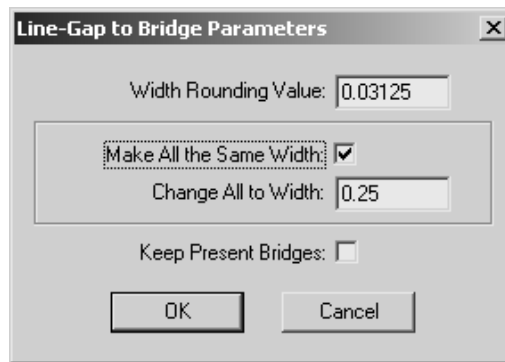 Line-Gap to Bridge Parameters
Width Rounding Value: 0.03125
Make All the Same Width:
Change All to Width: 0.25
Keep Present Bridges:
OK Cancel